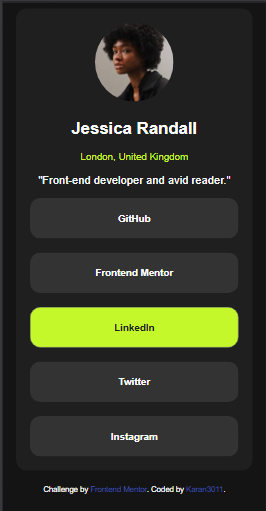 Jessica Randall
London, United Kingdom
"Front-end developer and avid reader."
GitHub
Frontend Mentor
LinkedIn
Twitter
Instagram
Challenge by Frontend Mentor. Coded by Karan3011.